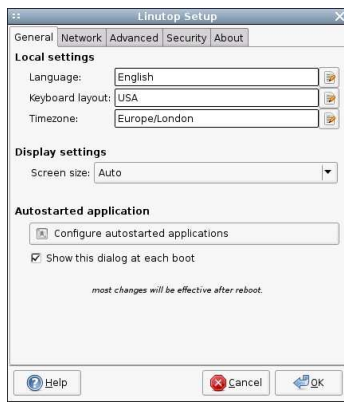 Linutop Setup
General Network Advanced Security About
Local settings
Language: English
Keyboard layout: USA
Timezone: Europe/London
Display settings
Screen size: Auto
Autostarted application
Configure autostarted applications
Show this dialog at each boot
most changes will be effective after reboot.
Help Cancel OK